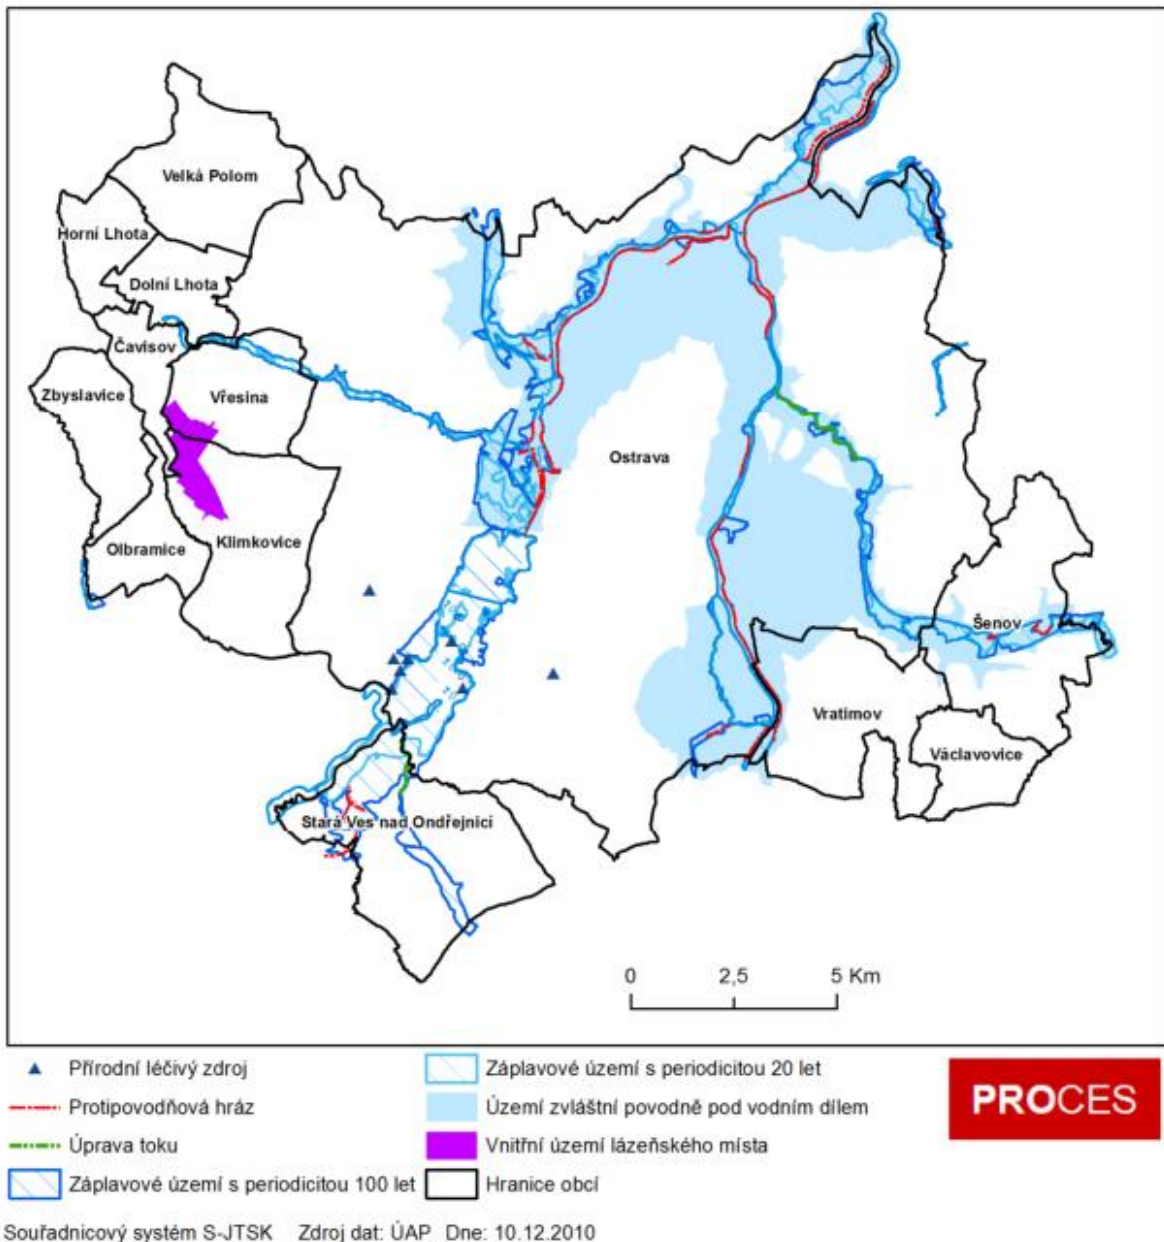 Velká Polom
Horní Lhota
Dolní Lhota
Čavisov
Zbyslavice
Vřesina
Ostrava
Olbramice
Klimkovice
Šenov
Vratimov
Václavovice
Stará Ves nad Ondřejnicí
0 2,5 5 Km
Přírodní léčivý zdroj
Protipovodňová hráz
Úprava toku
Záplavové území s periodicitou 100 let
Záplavové území s periodicitou 20 let
Území zvláštní povodně pod vodním dílem
Vnitřní území lázeňského místa
Hranice obcí
PROCES
Souřadnicový systém S-JTSK Zdroj dat: ÚAP Dne: 10.12.2010